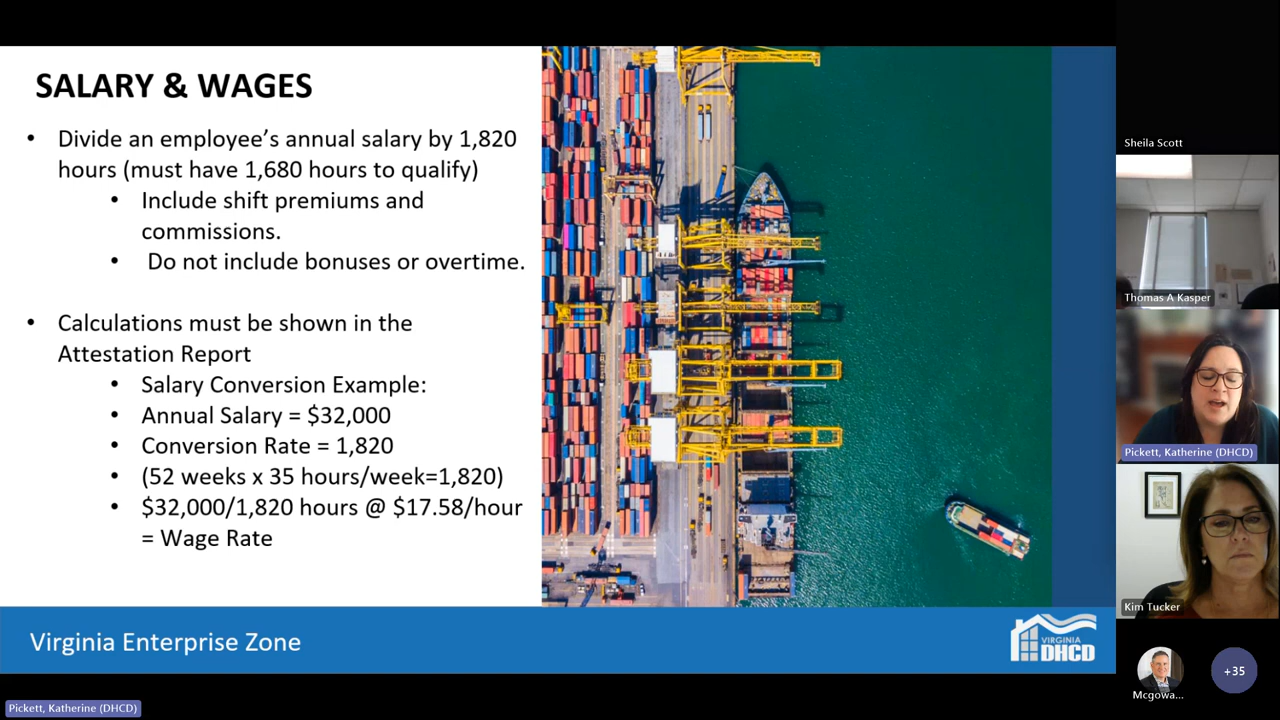 SALARY & WAGES
• Divide an employee’s annual salary by 1,820
hours (must have 1,680 hours to qualify)
• Include shift premiums and
commissions.
• Do not include bonuses or overtime.
• Calculations must be shown in the
Attestation Report
• Salary Conversion Example:
• Annual Salary = $32,000
• Conversion Rate = 1,820
• (52 weeks x 35 hours/week=1,820)
• $32,000/1,820 hours @ $17.58/hour
= Wage Rate
Virginia Enterprise Zone
VIRGINIA
DHCD
Pickett, Katherine (DHCD)
Sheila Scott
Thomas A Kasper
Pickett, Katherine (DHCD)
Kim Tucker
Mcgowa...
+35